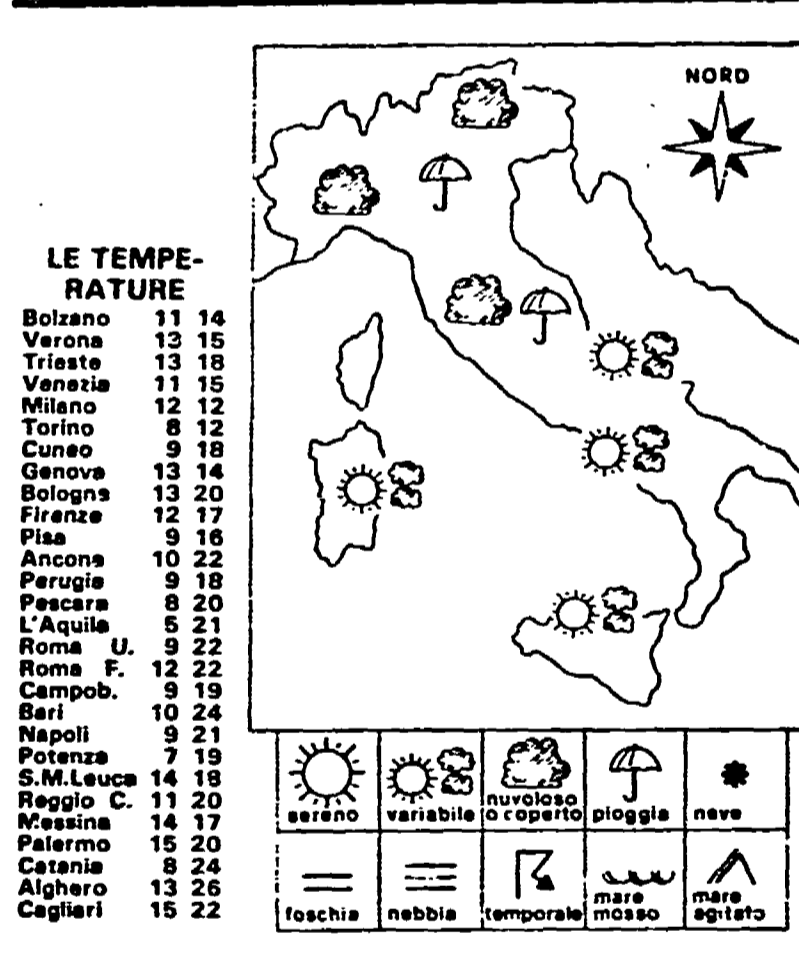 NORD
LE TEMPE-
RATURE
Bolzano 11 14
Verona 13 15
Trieste 13 18
Venezia 11 15
Milano 12 12
Torino 8 12
Cuneo 9 18
Genova 13 14
Bologna 13 20
Firenze 12 17
Pisa 9 16
Ancona 10 22
Perugia 9 18
Pescara 8 20
L'Aquila 5 21
Roma U. 9 22
Roma F. 12 22
Campob. 9 19
Bari 10 24
Napoli 9 21
Potenza 7 19
S.M.Leuca 14 18
Reggio C. 11 20
Messina 14 17
Palermo 15 20
Catania 8 24
Alghero 13 26
Cagliari 15 22
sereno
variabile
nuvoloso
o coperto
pioggia
neve
foschia
nebbia
temporale
mare
mosso
mare
agitato